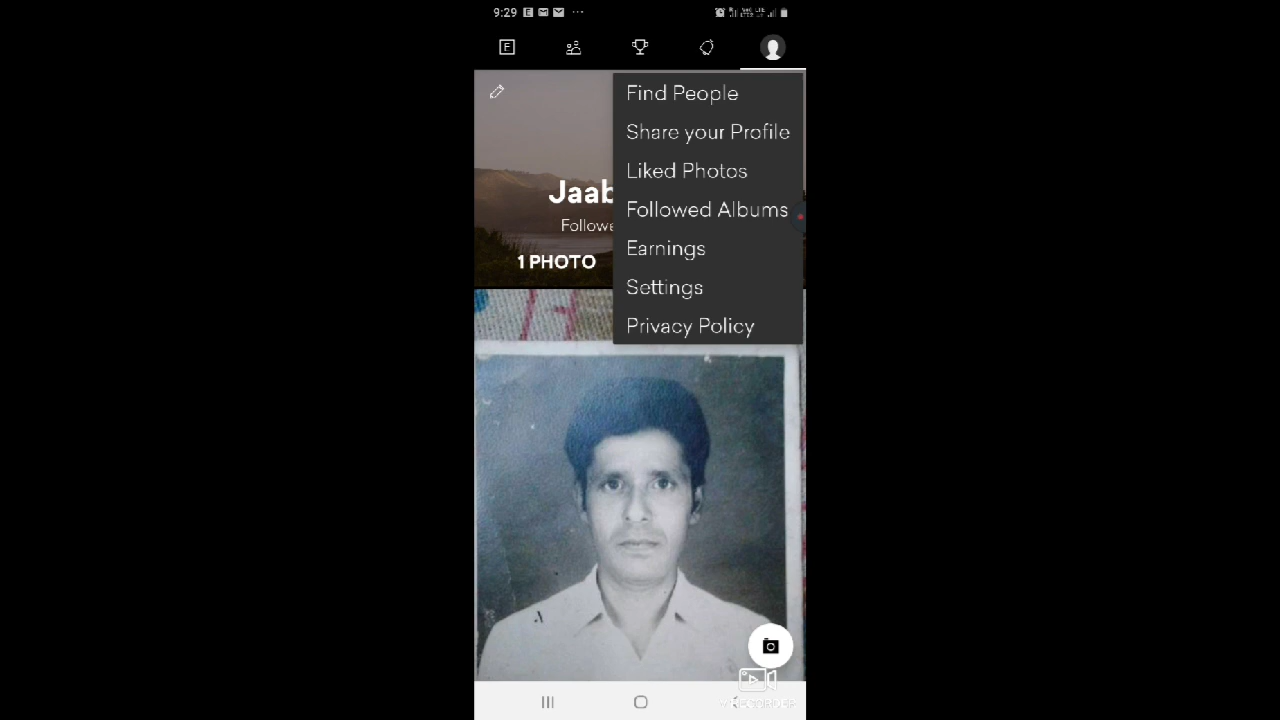 9:29
Find People
Share your Profile
Liked Photos
Jaab
Followed Albums
Followe
Earnings
1 PHOTO
Settings
Privacy Policy